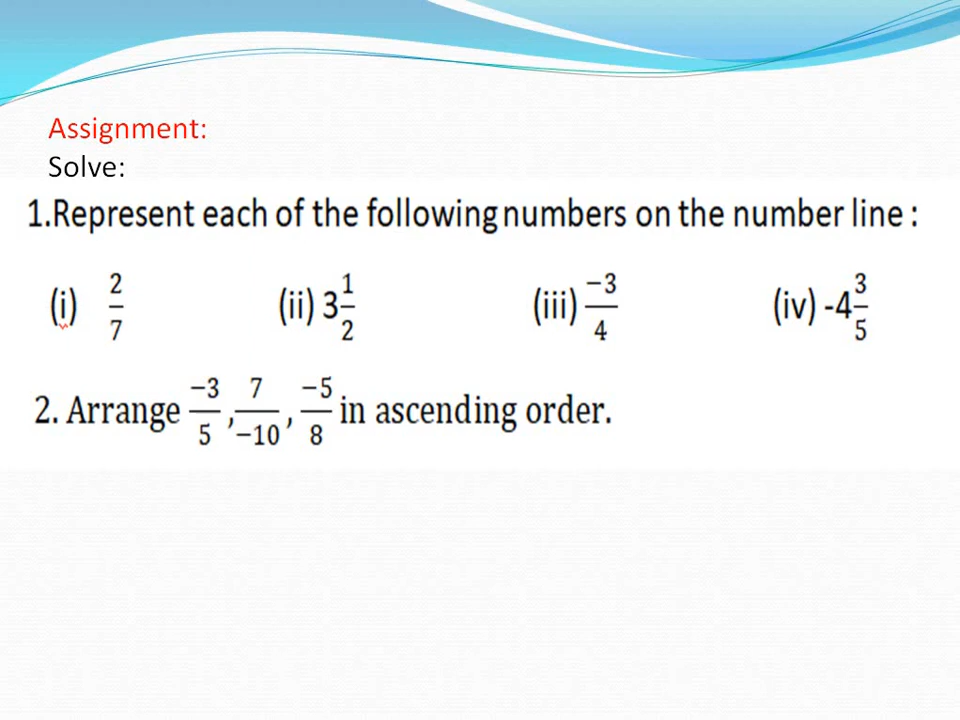 Assignment:
Solve:
1.Represent each of the following numbers on the number line :
(i) 2/7 (ii) 3 1/2 (iii) −3/4 (iv) -4 3/5
2. Arrange −3/5 , 7/−10 , −5/8 in ascending order.